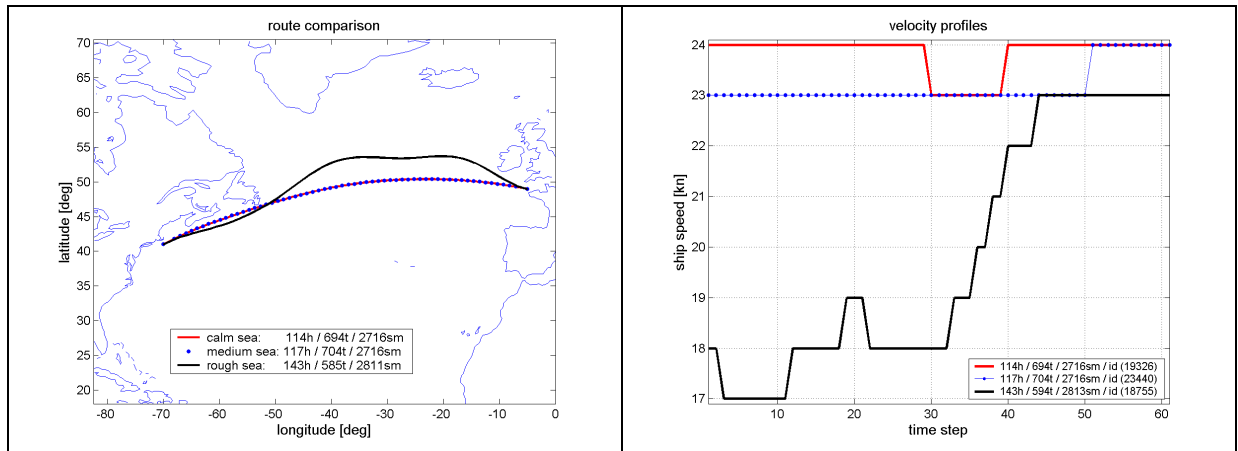 route comparison
70
65
60
55
50
45
40
35
30
25
20
latitude [deg]
calm sea: 114h / 694t / 2716sm
medium sea: 117h / 704t / 2716sm
rough sea: 143h / 585t / 2811sm
-80 -70 -60 -50 -40 -30 -20 -10 0
longitude [deg]
velocity profiles
24
23
22
21
20
19
18
17
ship speed [kn]
114h / 694t / 2716sm / id (19326)
117h / 704t / 2716sm / id (23440)
143h / 594t / 2813sm / id (18755)
10 20 30 40 50 60
time step